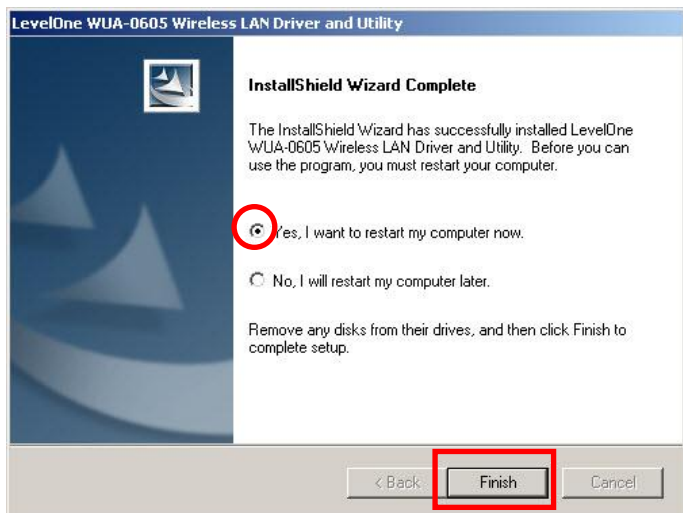 LevelOne WUA-0605 Wireless LAN Driver and Utility
InstallShield Wizard Complete
The InstallShield Wizard has successfully installed LevelOne
WUA-0605 Wireless LAN Driver and Utility. Before you can
use the program, you must restart your computer.
Yes, I want to restart my computer now.
No, I will restart my computer later.
Remove any disks from their drives, and then click Finish to
complete setup.
< Back Finish Cancel